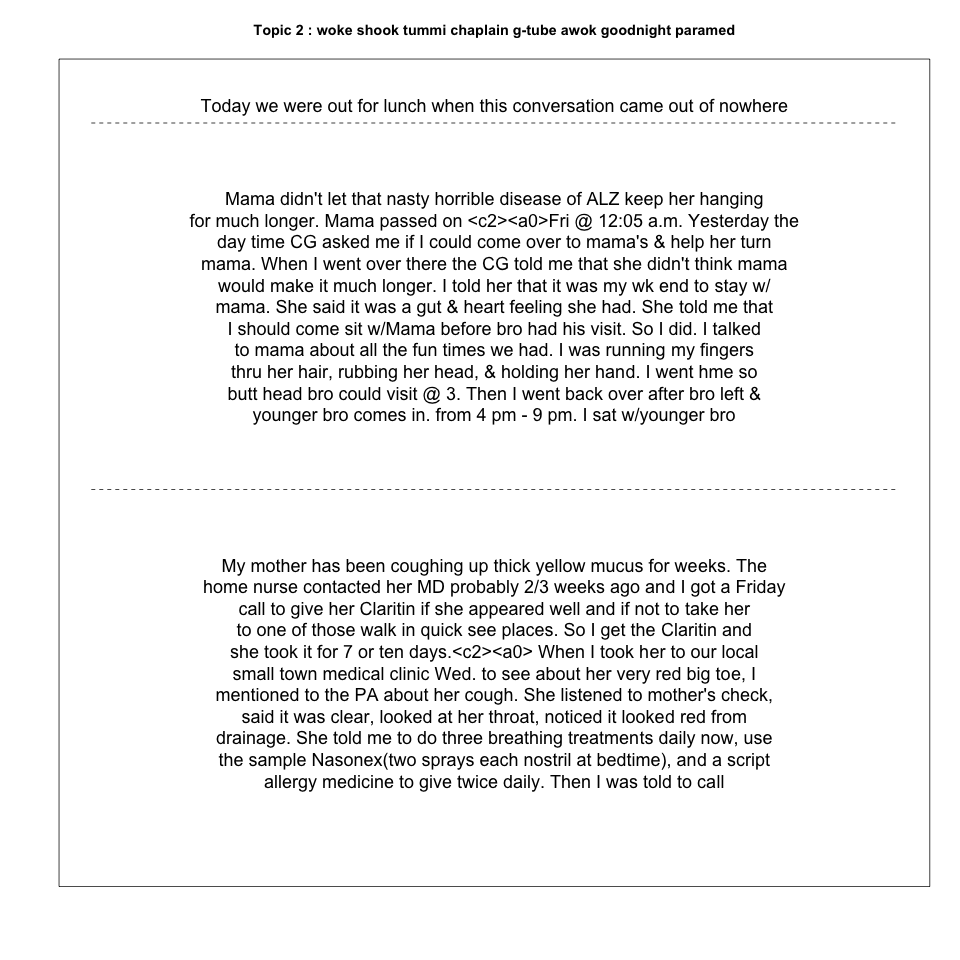 Topic 2 : woke shook tummi chaplain g-tube awok goodnight paramed
Today we were out for lunch when this conversation came out of nowhere
Mama didn't let that nasty horrible disease of ALZ keep her hanging
for much longer. Mama passed on <c2><a0>Fri @ 12:05 a.m. Yesterday the
day time CG asked me if I could come over to mama's & help her turn
mama. When I went over there the CG told me that she didn't think mama
would make it much longer. I told her that it was my wk end to stay w/
mama. She said it was a gut & heart feeling she had. She told me that
I should come sit w/Mama before bro had his visit. So I did. I talked
to mama about all the fun times we had. I was running my fingers
thru her hair, rubbing her head, & holding her hand. I went hme so
butt head bro could visit @ 3. Then I went back over after bro left &
younger bro comes in. from 4 pm - 9 pm. I sat w/younger bro
My mother has been coughing up thick yellow mucus for weeks. The
home nurse contacted her MD probably 2/3 weeks ago and I got a Friday
call to give her Claritin if she appeared well and if not to take her
to one of those walk in quick see places. So I get the Claritin and
she took it for 7 or ten days.<c2><a0> When I took her to our local
small town medical clinic Wed. to see about her very red big toe, I
mentioned to the PA about her cough. She listened to mother's check,
said it was clear, looked at her throat, noticed it looked red from
drainage. She told me to do three breathing treatments daily now, use
the sample Nasonex(two sprays each nostril at bedtime), and a script
allergy medicine to give twice daily. Then I was told to call